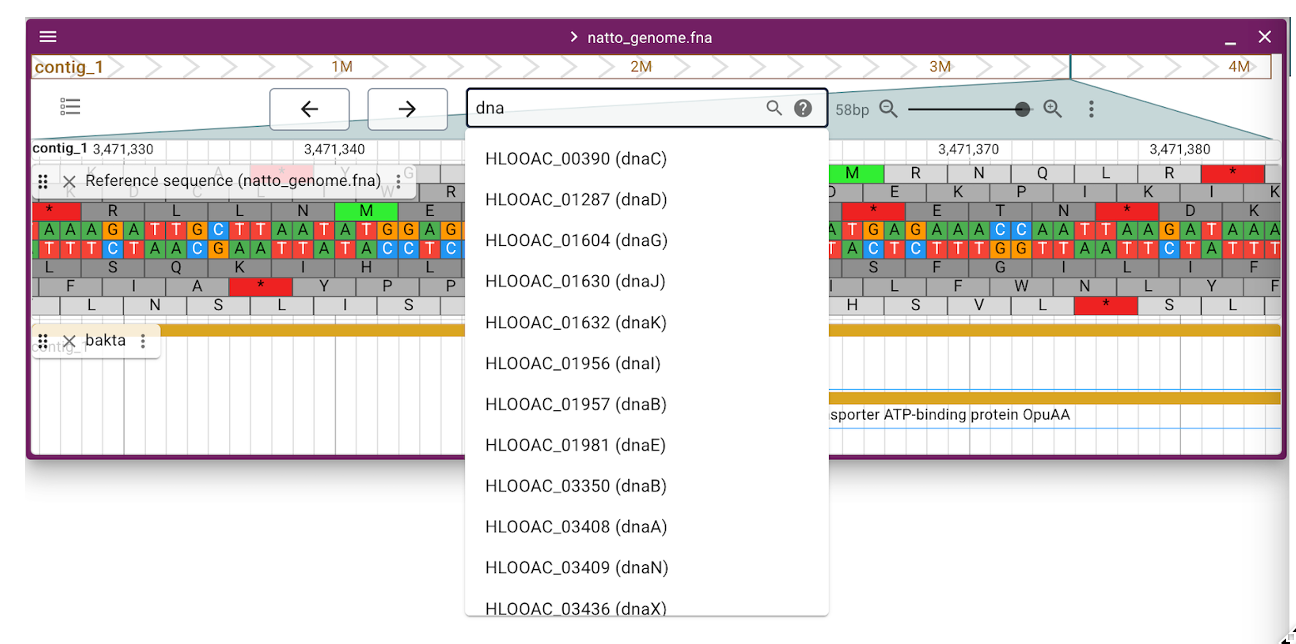 natto_genome.fna
contig_1 1M 2M 3M 4M
dna 58bp
contig_1 3,471,330 3,471,340 3,471,370 3,471,380
Reference sequence (natto_genome.fna)
M R N Q L R *
D E K P I K I K
* R L L N M E * E T N * D K
A A A G A T T G C T T A A T A T G G A G A T G A G A A A C C A A T T A A G A T A A A
T T T C T A A C G A A T T A T A C C T C T A C T C T T T G G T T A A T T C T A T T T
L S Q K I H L S F G I L I F
F I A * Y P P I L F W N L Y F
L N S L I S H S V L * S L
bakta
contig_1
sporter ATP-binding protein OpuAA
HLOOAC_00390 (dnaC)
HLOOAC_01287 (dnaD)
HLOOAC_01604 (dnaG)
HLOOAC_01630 (dnaJ)
HLOOAC_01632 (dnaK)
HLOOAC_01956 (dnaI)
HLOOAC_01957 (dnaB)
HLOOAC_01981 (dnaE)
HLOOAC_03350 (dnaB)
HLOOAC_03408 (dnaA)
HLOOAC_03409 (dnaN)
HLOOAC_03436 (dnaX)